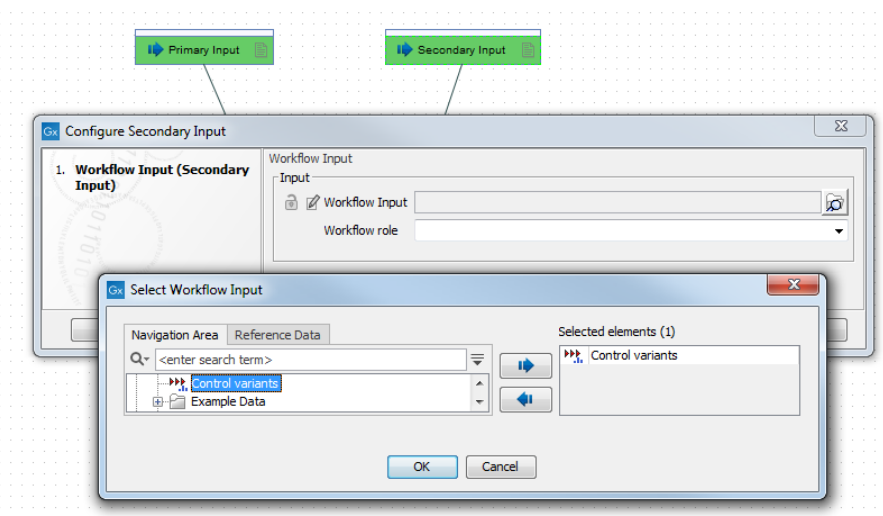 Primary Input
Secondary Input
Gx Configure Secondary Input
1. Workflow Input (Secondary
Input)
Workflow Input
Input
Workflow Input
Workflow role
Gx Select Workflow Input
Navigation Area Reference Data
<enter search term>
Control variants
Example Data
Selected elements (1)
Control variants
OK Cancel